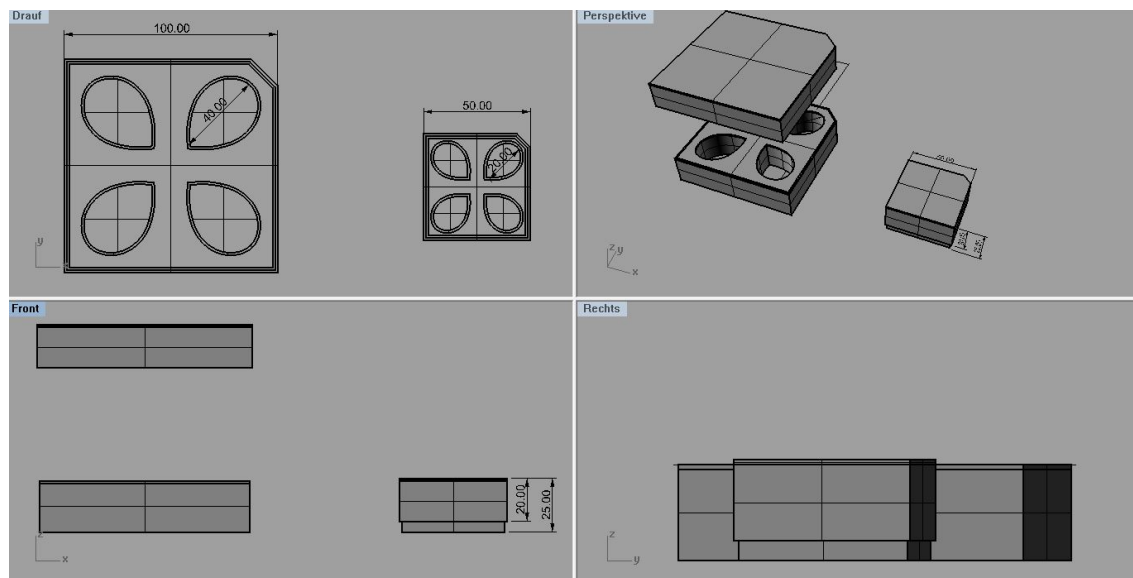 Drauf
100.00
40.00
50.00
20.00
y
Perspektive
z
y
x
Front
20.00
25.00
z
x
Rechts
z
y